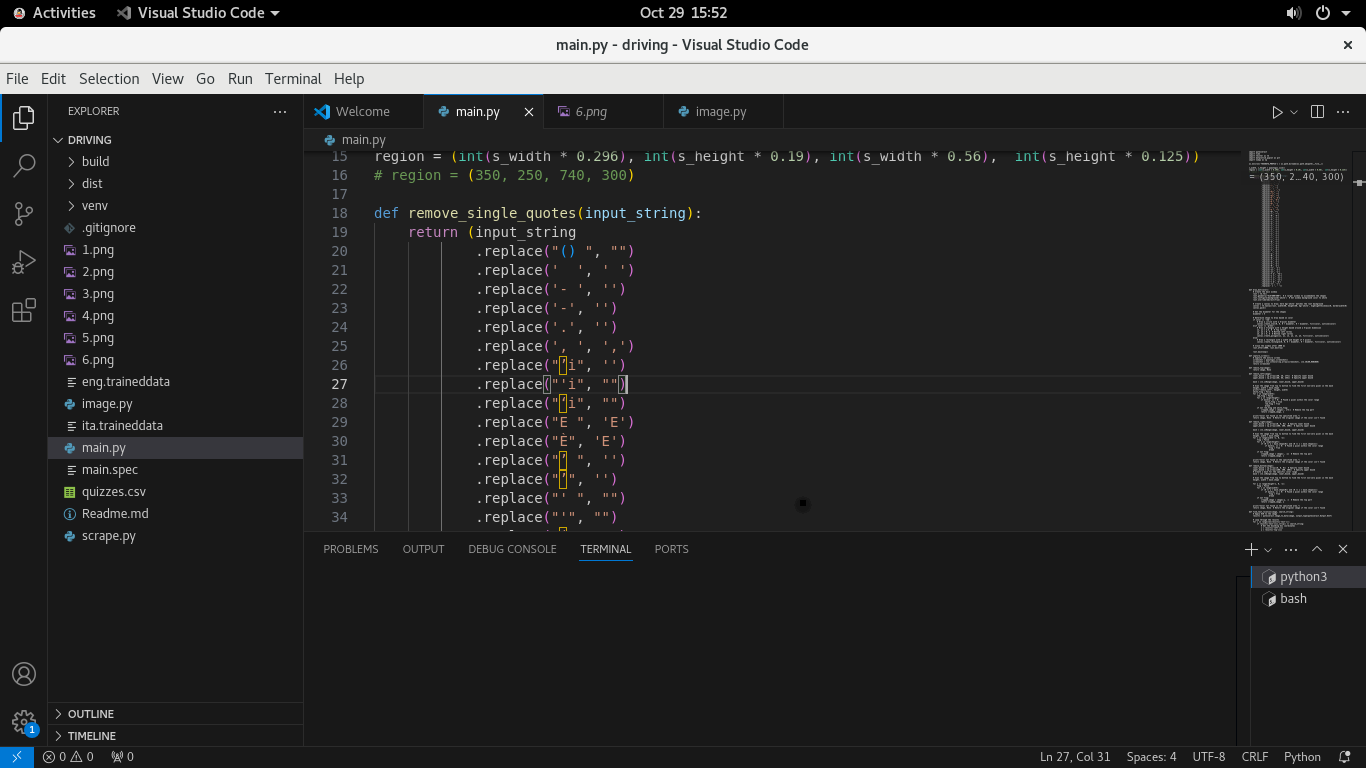 Activities
Visual Studio Code
Oct 29 15:52
main.py - driving - Visual Studio Code
File Edit Selection View Go Run Terminal Help
EXPLORER
DRIVING
build
dist
venv
.gitignore
1.png
2.png
3.png
4.png
5.png
6.png
eng.traineddata
image.py
ita.traineddata
main.py
main.spec
quizzes.csv
Readme.md
scrape.py
OUTLINE
TIMELINE
1
Welcome
main.py
6.png
image.py
main.py
15 region = (int(s_width * 0.296), int(s_height * 0.19), int(s_width * 0.56),  int(s_height * 0.125))
16 # region = (350, 250, 740, 300)
17
18 def remove_single_quotes(input_string):
19     return (input_string
20             .replace("() ", "")
21             .replace('  ', ' ')
22             .replace('- ', '')
23             .replace('-', '')
24             .replace('.', '')
25             .replace(', ', ',')
26             .replace("’i", '')
27             .replace("'i", "")
28             .replace("‘i", "")
29             .replace("E ", 'E')
30             .replace("È", 'E')
31             .replace("’ ", '')
32             .replace("’", '')
33             .replace("' ", "")
34             .replace("'", "")
(350, 2…40, 300)
PROBLEMS OUTPUT DEBUG CONSOLE TERMINAL PORTS
python3
bash
0 0 0
Ln 27, Col 31 Spaces: 4 UTF-8 CRLF Python